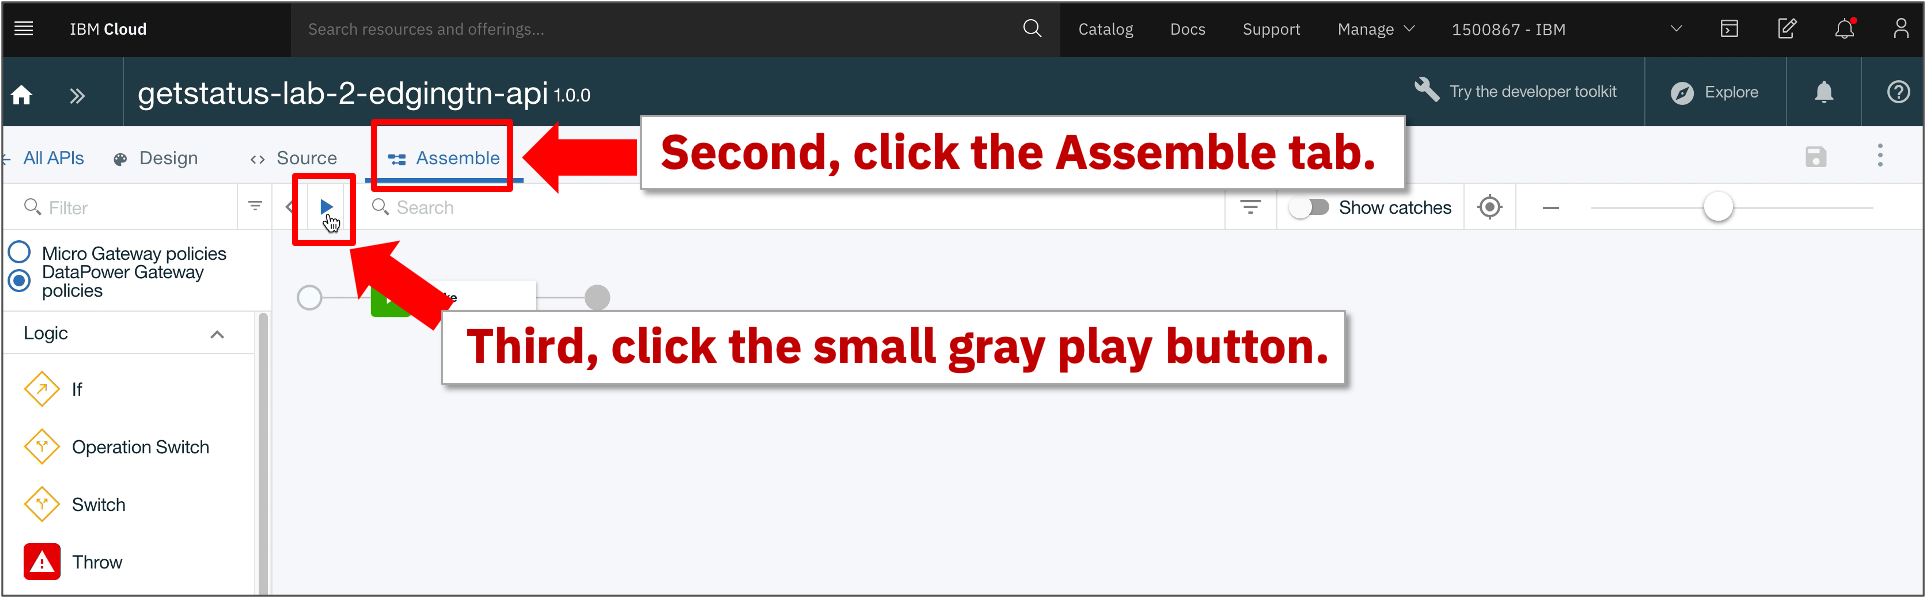 IBM Cloud
Search resources and offerings...
Catalog
Docs
Support
Manage
1500867 - IBM
getstatus-lab-2-edgingtn-api 1.0.0
Try the developer toolkit
Explore
All APIs
Design
Source
Assemble
Second, click the Assemble tab.
Filter
Search
Show catches
Micro Gateway policies
DataPower Gateway
policies
Third, click the small gray play button.
Logic
If
Operation Switch
Switch
Throw